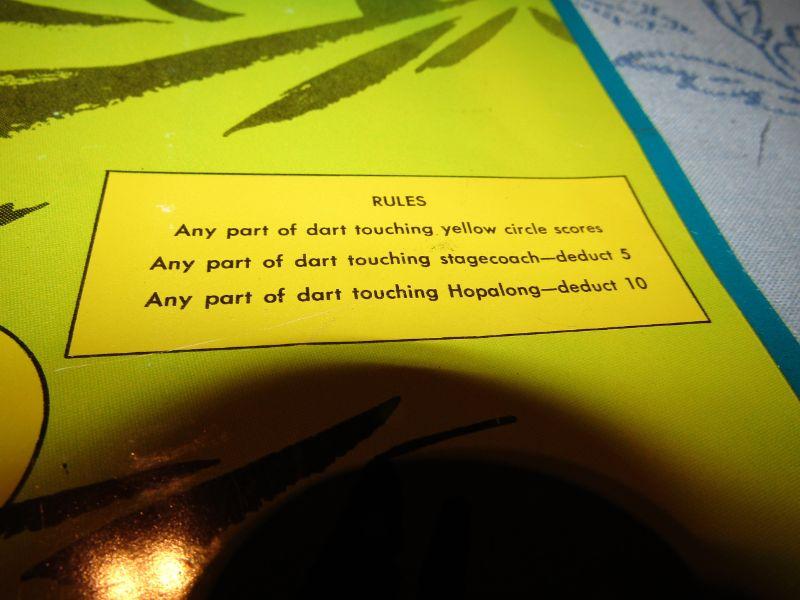 RULES
Any part of dart touching yellow circle scores
Any part of dart touching stagecoach—deduct 5
Any part of dart touching Hopalong—deduct 10